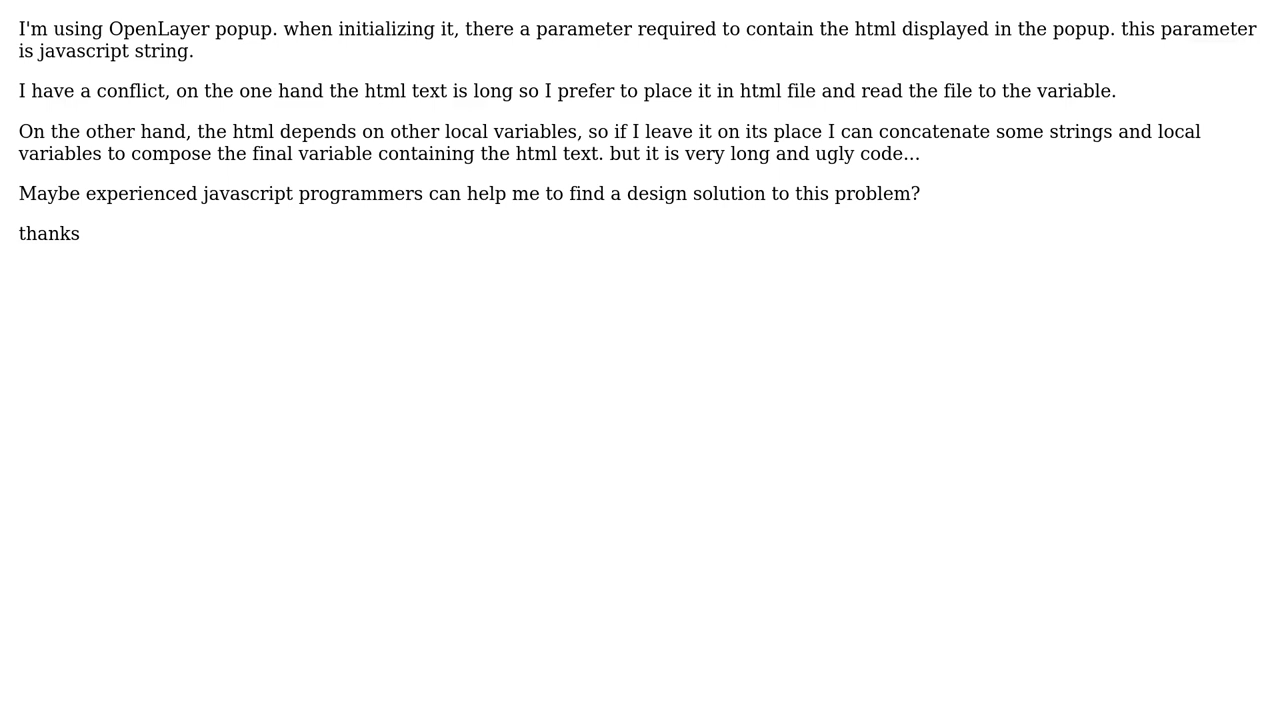 I'm using OpenLayer popup. when initializing it, there a parameter required to contain the html displayed in the popup. this parameter
is javascript string.
I have a conflict, on the one hand the html text is long so I prefer to place it in html file and read the file to the variable.
On the other hand, the html depends on other local variables, so if I leave it on its place I can concatenate some strings and local
variables to compose the final variable containing the html text. but it is very long and ugly code...
Maybe experienced javascript programmers can help me to find a design solution to this problem?
thanks